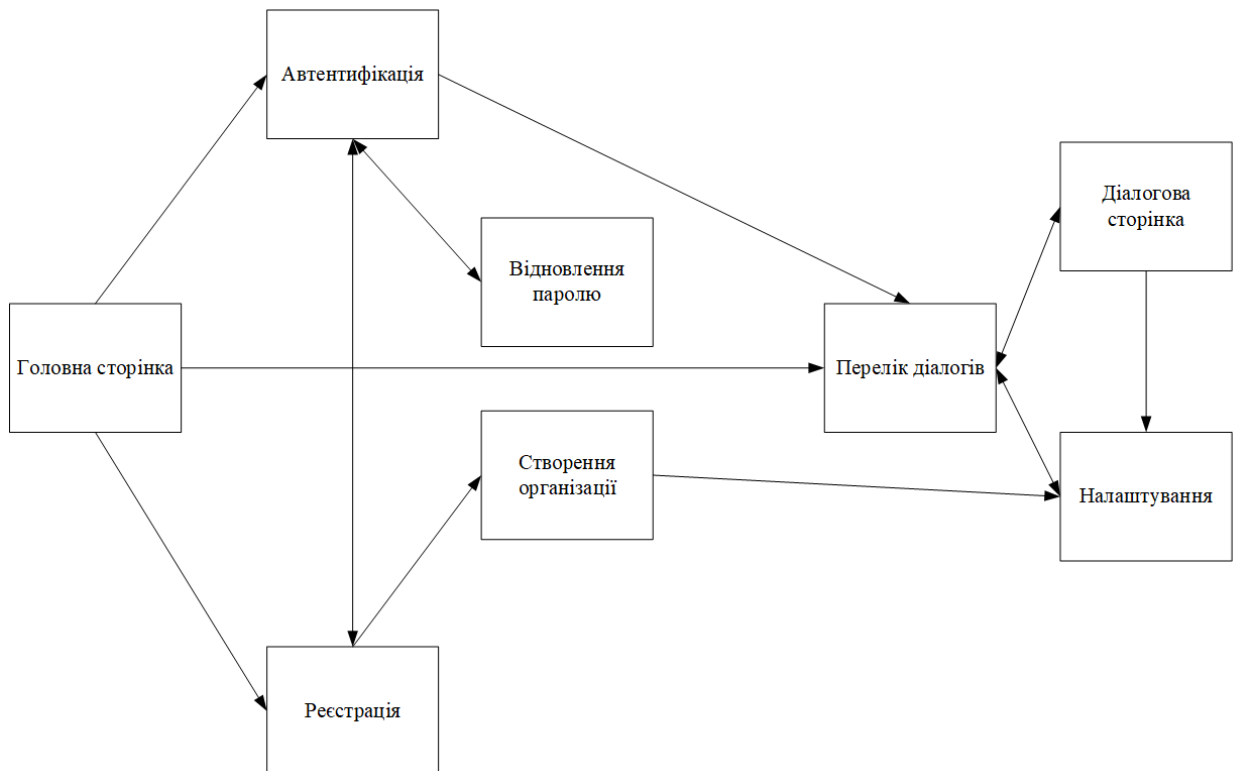 Автентифікація
Діалогова
сторінка
Відновлення
паролю
Головна сторінка
Перелік діалогів
Створення
організації
Налаштування
Реєстрація